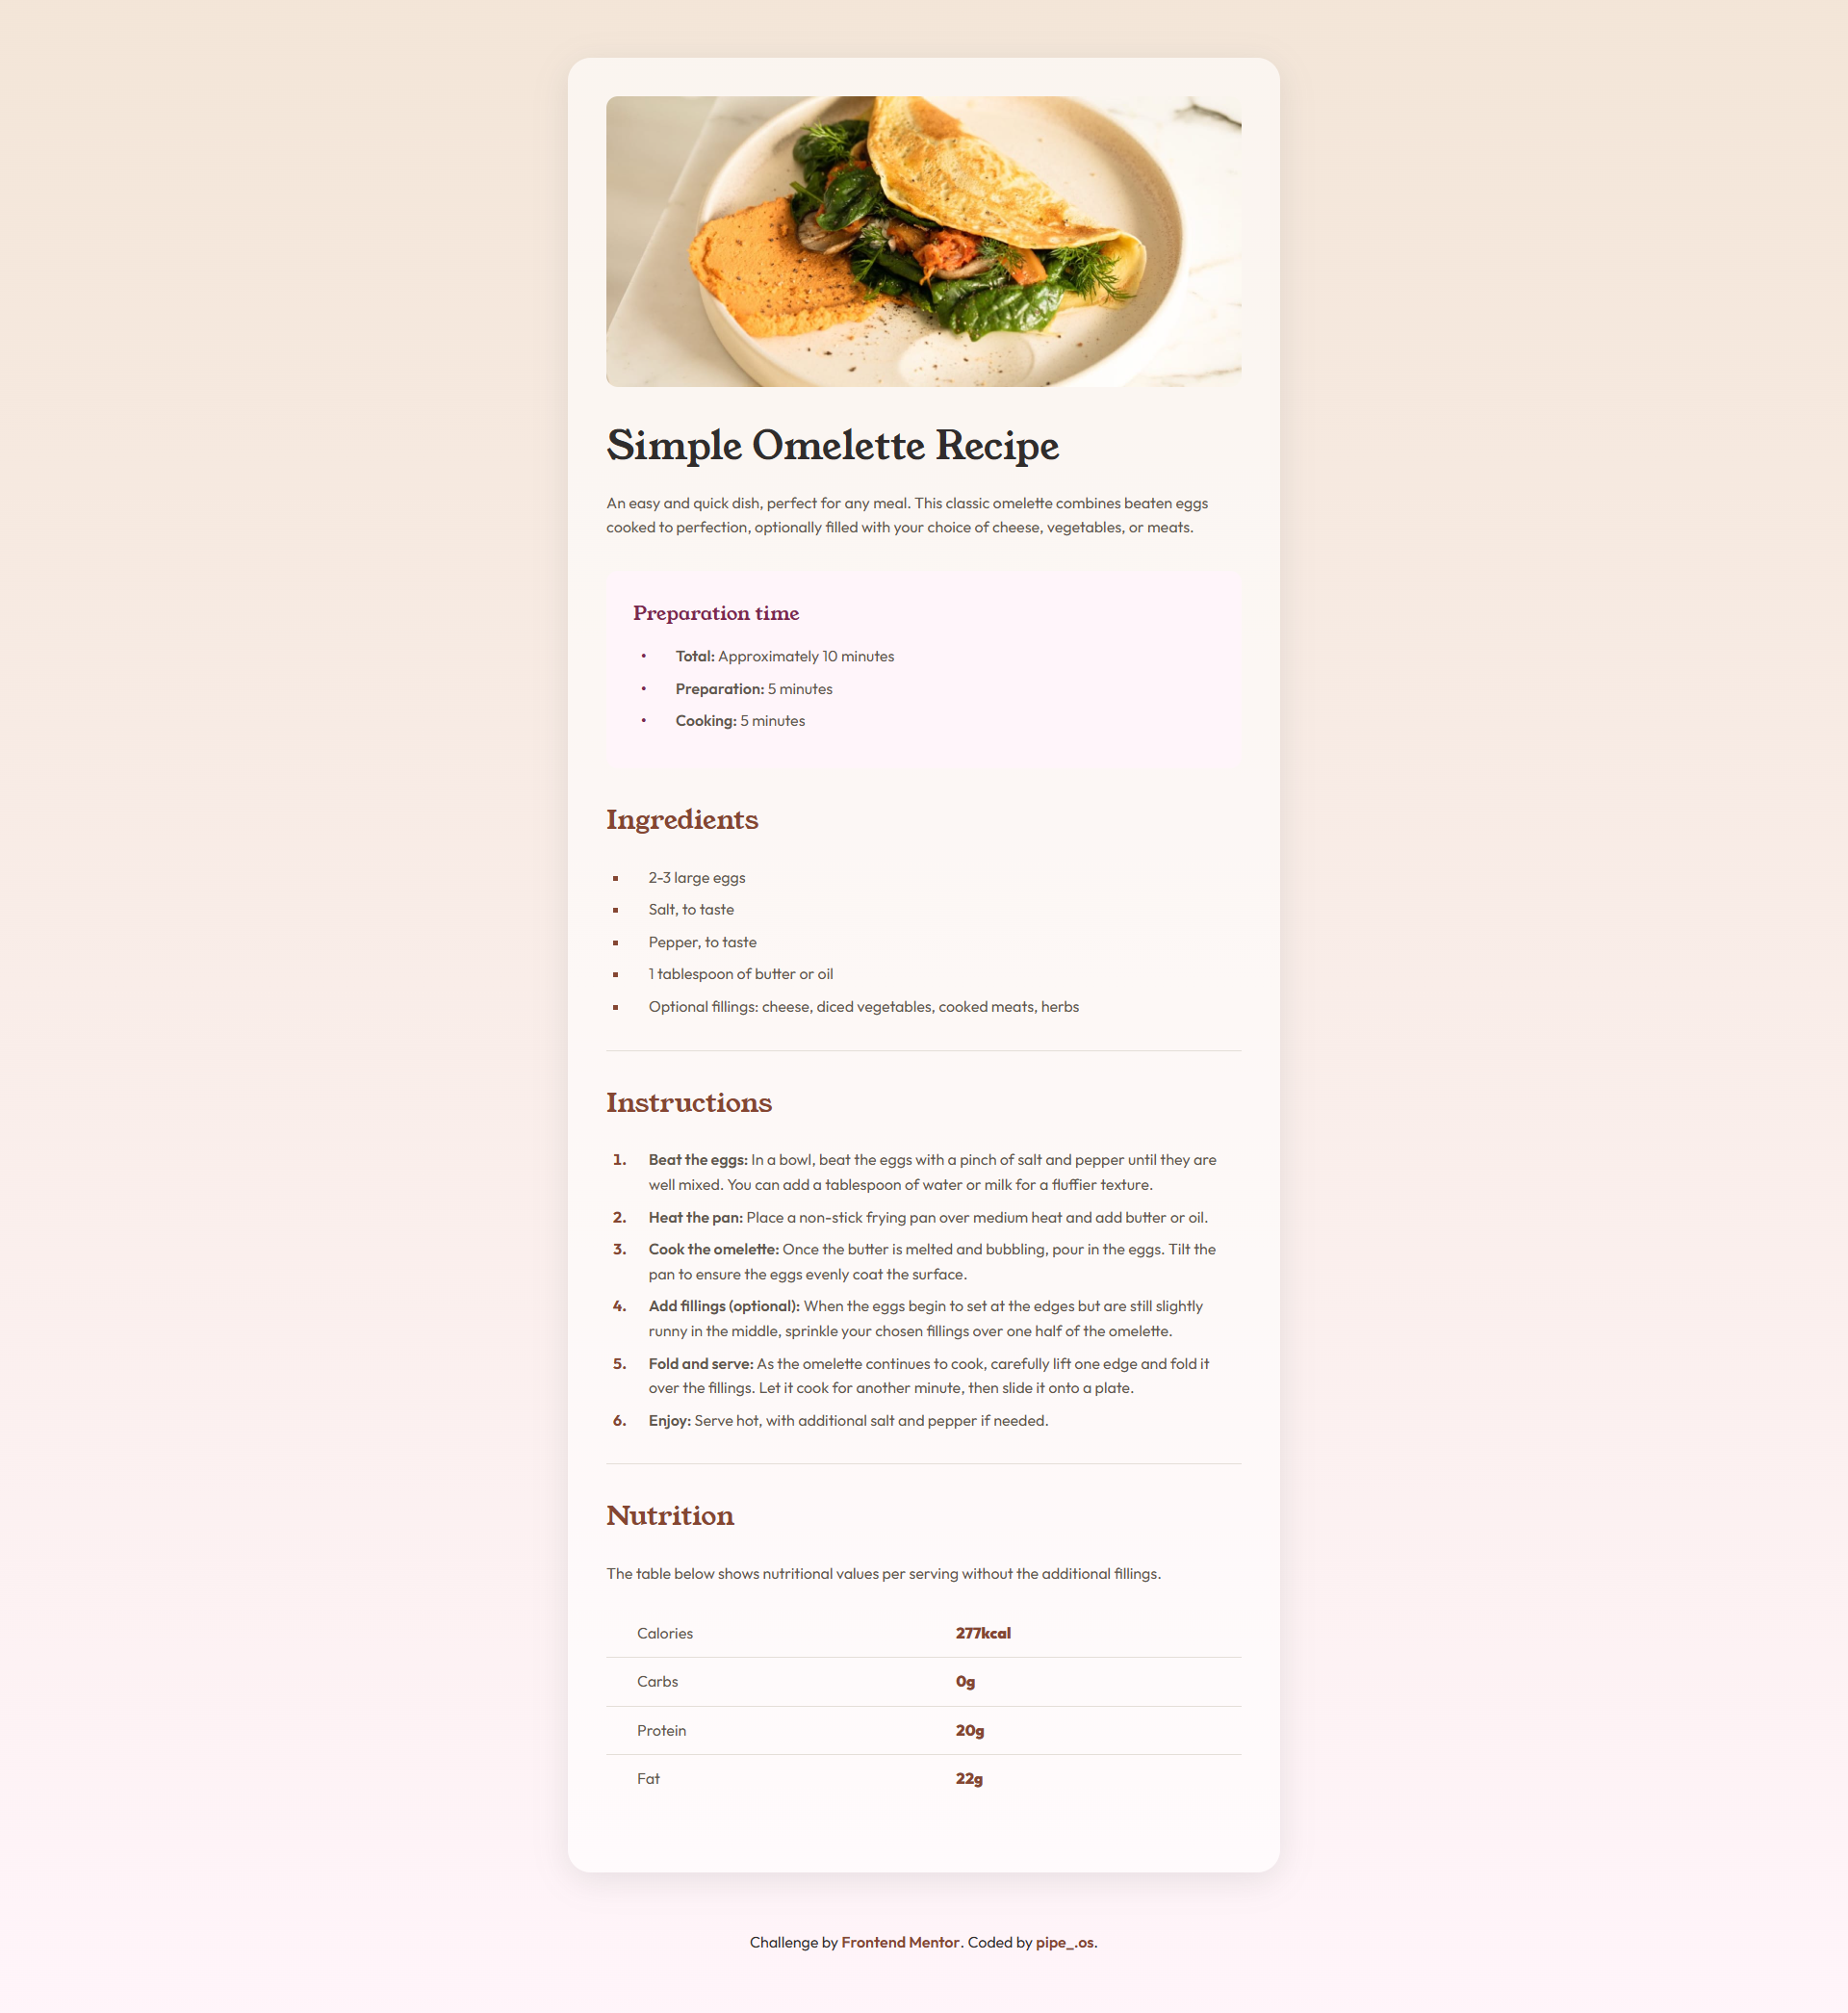 Simple Omelette Recipe
An easy and quick dish, perfect for any meal. This classic omelette combines beaten eggs
cooked to perfection, optionally filled with your choice of cheese, vegetables, or meats.
Preparation time
• Total: Approximately 10 minutes
• Preparation: 5 minutes
• Cooking: 5 minutes
Ingredients
▪ 2-3 large eggs
▪ Salt, to taste
▪ Pepper, to taste
▪ 1 tablespoon of butter or oil
▪ Optional fillings: cheese, diced vegetables, cooked meats, herbs
Instructions
1. Beat the eggs: In a bowl, beat the eggs with a pinch of salt and pepper until they are
well mixed. You can add a tablespoon of water or milk for a fluffier texture.
2. Heat the pan: Place a non-stick frying pan over medium heat and add butter or oil.
3. Cook the omelette: Once the butter is melted and bubbling, pour in the eggs. Tilt the
pan to ensure the eggs evenly coat the surface.
4. Add fillings (optional): When the eggs begin to set at the edges but are still slightly
runny in the middle, sprinkle your chosen fillings over one half of the omelette.
5. Fold and serve: As the omelette continues to cook, carefully lift one edge and fold it
over the fillings. Let it cook for another minute, then slide it onto a plate.
6. Enjoy: Serve hot, with additional salt and pepper if needed.
Nutrition
The table below shows nutritional values per serving without the additional fillings.
Calories 277kcal
Carbs 0g
Protein 20g
Fat 22g
Challenge by Frontend Mentor. Coded by pipe_.os.